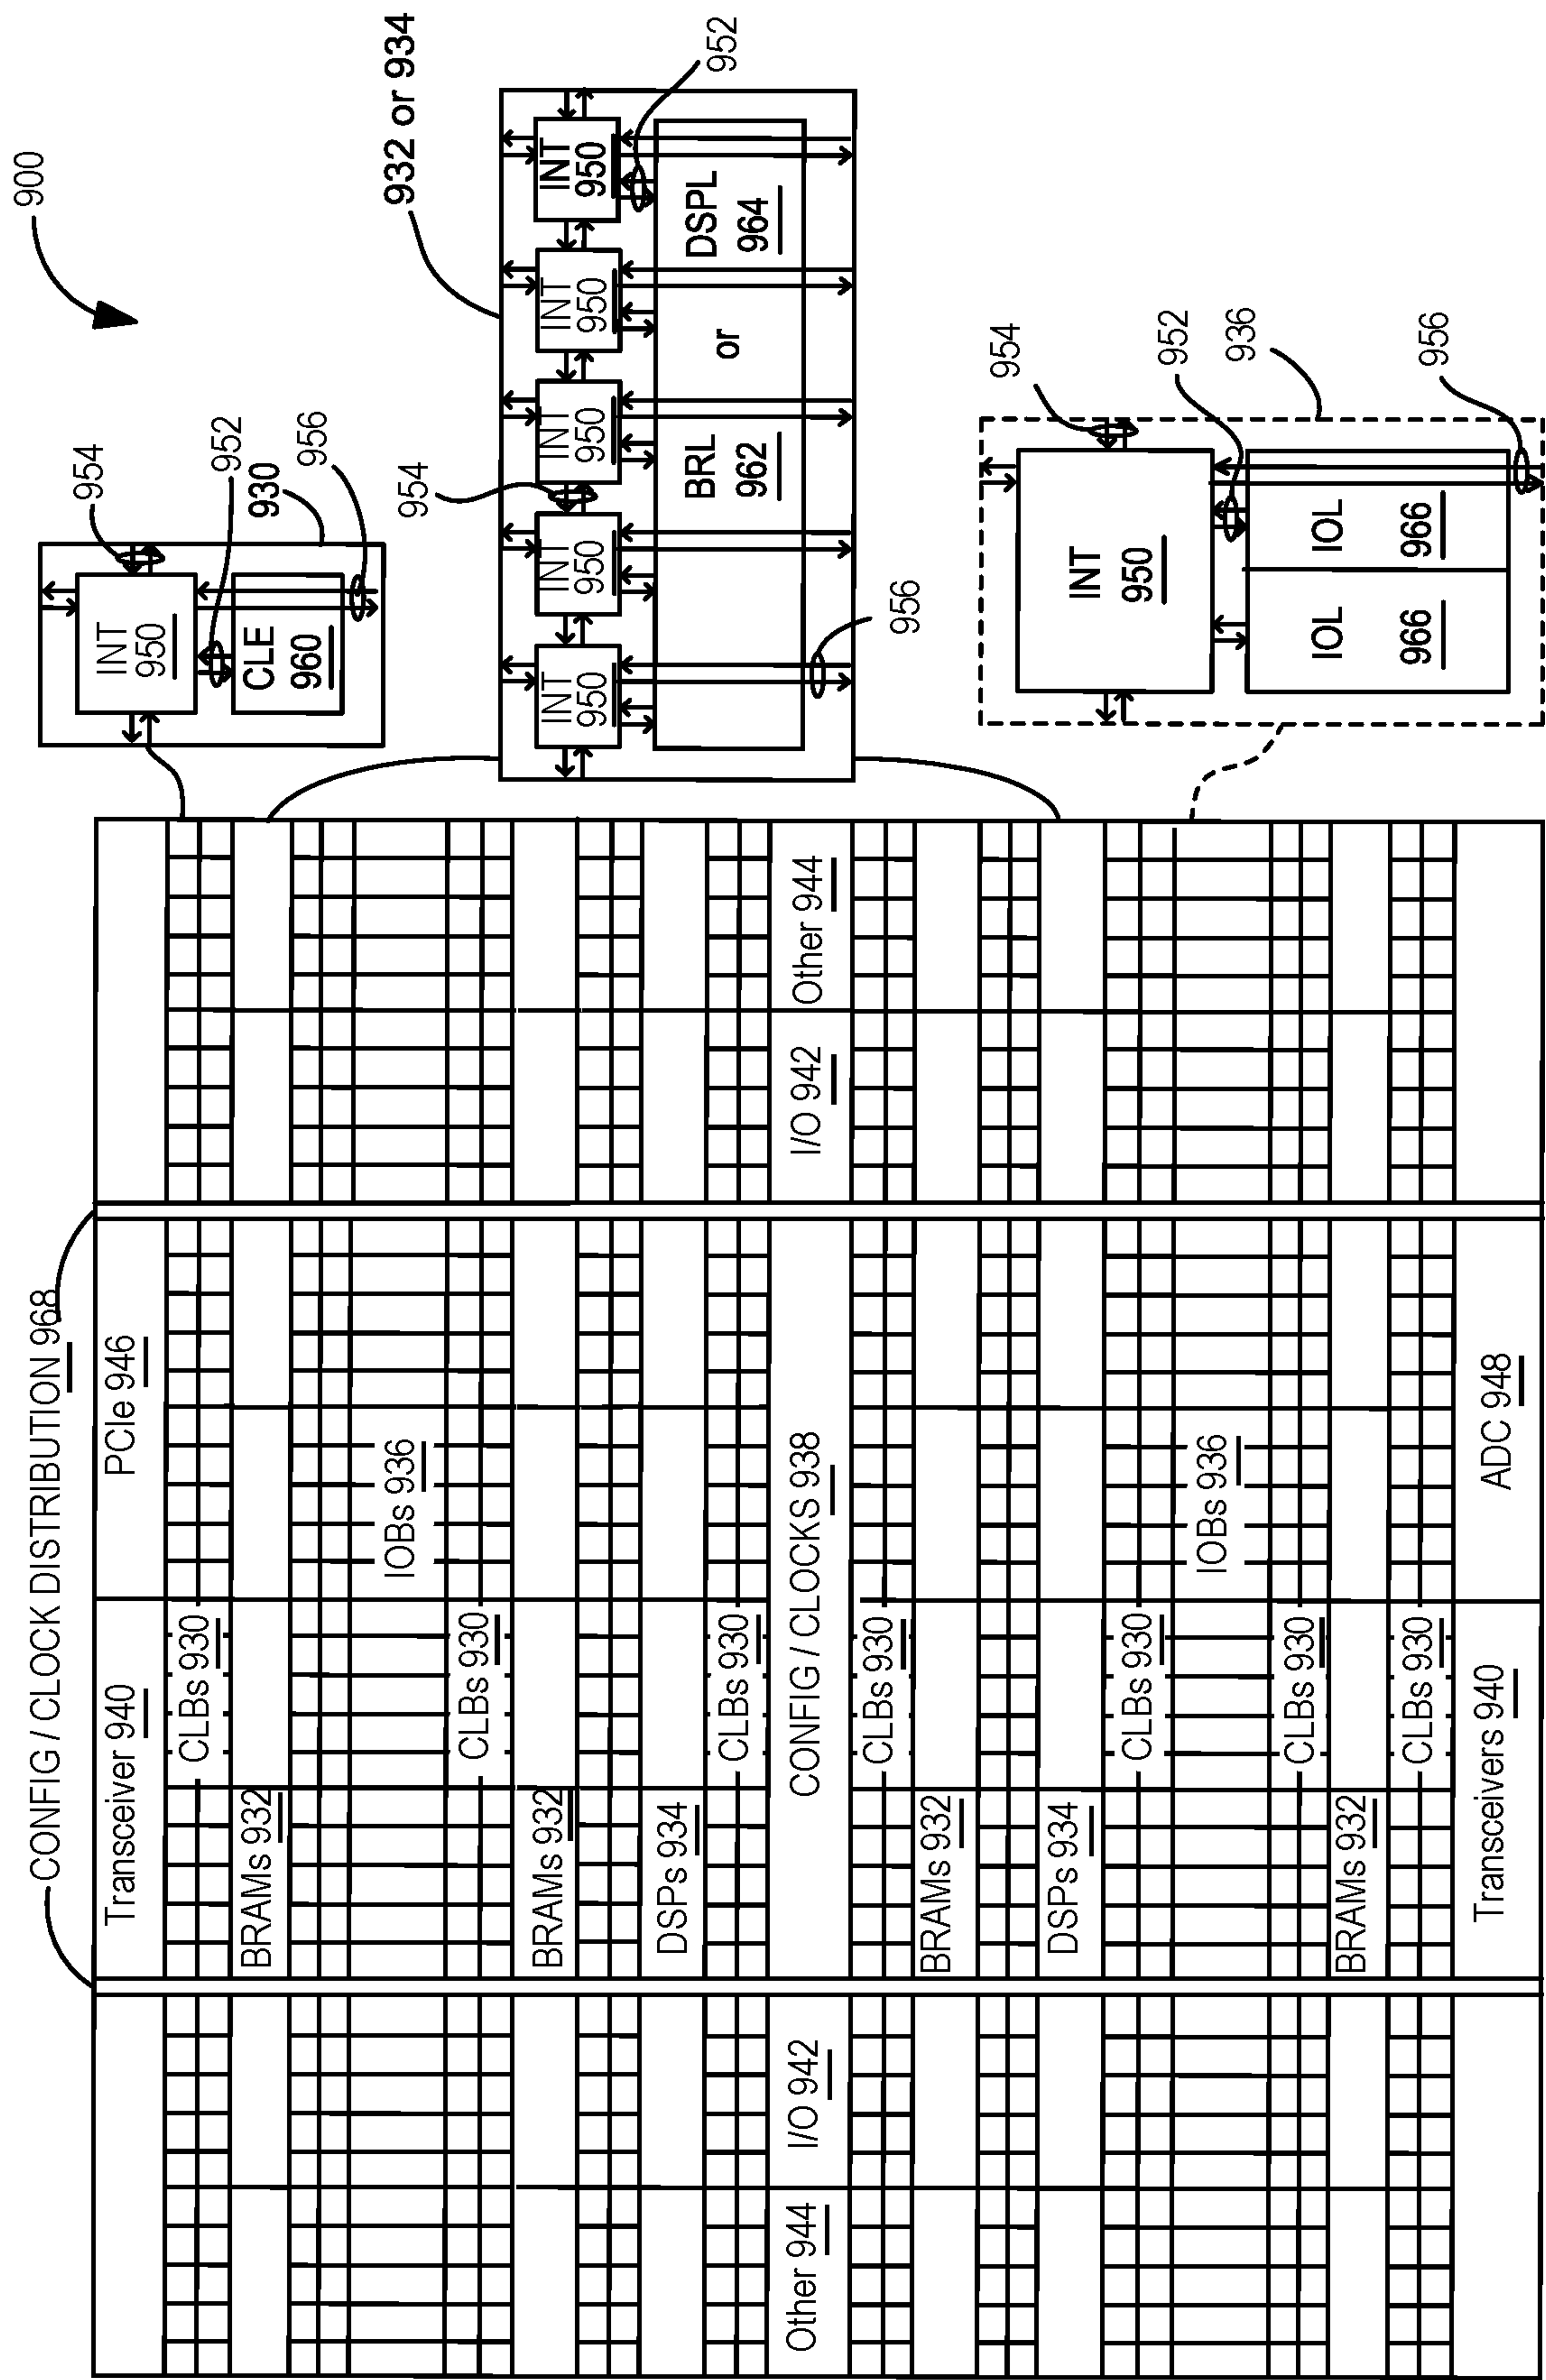 900
CONFIG / CLOCK DISTRIBUTION 968
Transceiver 940
PCIe 946
CLBs 930
BRAMs 932
IOBs 936
CLBs 930
BRAMs 932
DSPs 934
CLBs 930
Other 944
I/O 942
CONFIG / CLOCKS 938
I/O 942
Other 944
CLBs 930
BRAMs 932
DSPs 934
CLBs 930
IOBs 936
CLBs 930
BRAMs 932
CLBs 930
Transceivers 940
ADC 948
954
952
930
956
INT
950
CLE
960
932 or 934
952
INT
950
INT
950
INT
950
INT
950
INT
950
954
BRL
962
or
DSPL
964
956
954
952
936
956
INT
950
IOL
966
IOL
966